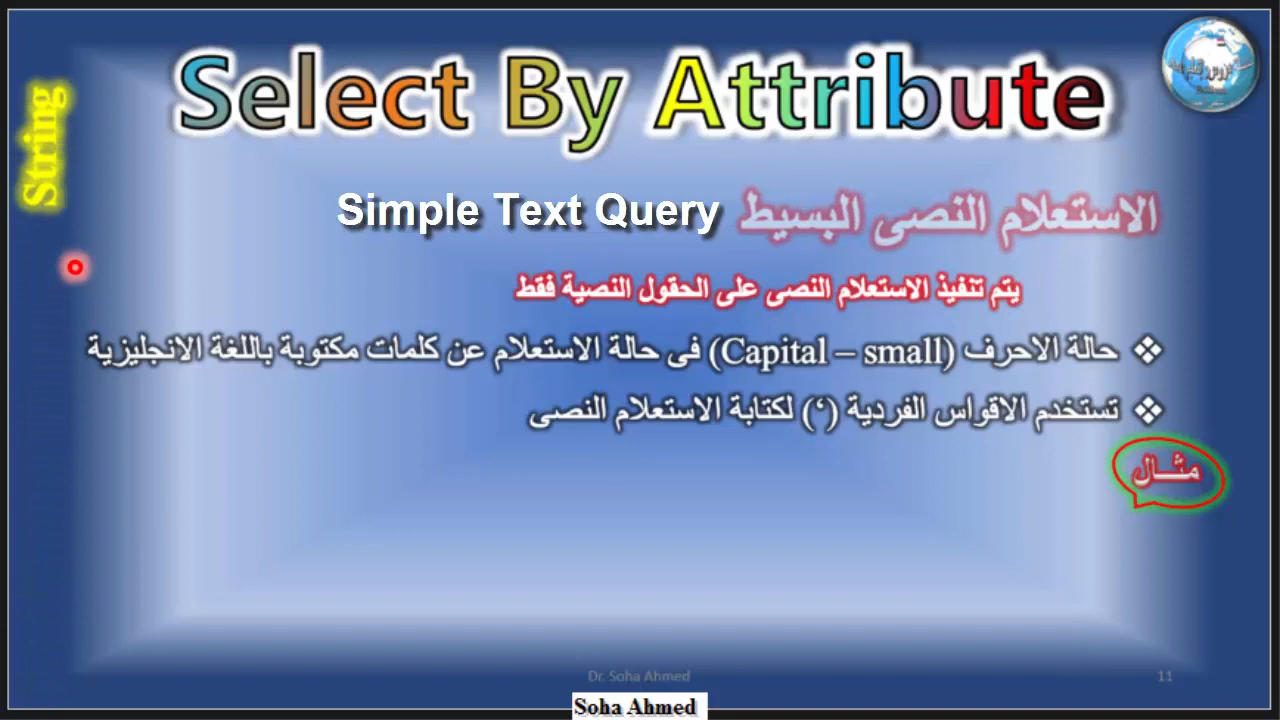 Select By Attribute
String
الاستعلام النصى البسيط Simple Text Query
يتم تنفيذ الاستعلام النصى على الحقول النصية فقط
❖ حالة الاحرف (Capital – small) فى حالة الاستعلام عن كلمات مكتوبة باللغة الانجليزية
❖ تستخدم الاقواس الفردية (‘) لكتابة الاستعلام النصى
مثـــال
Dr. Soha Ahmed
11
Soha Ahmed